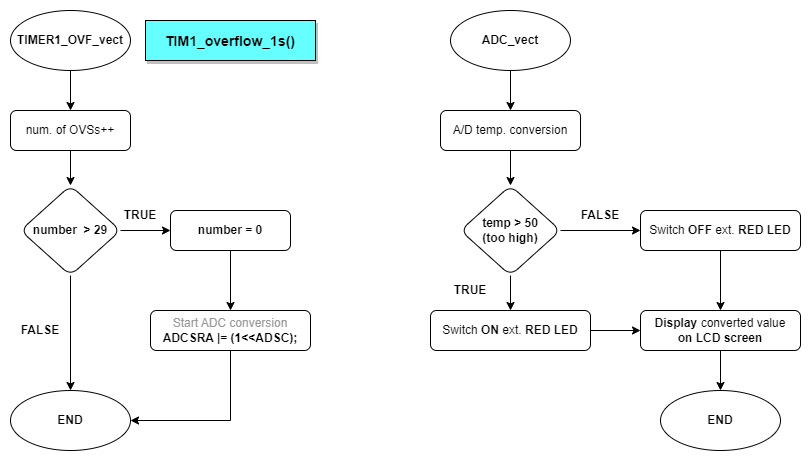 TIMER1_OVF_vect
TIM1_overflow_1s()
num. of OVSs++
number > 29
TRUE
number = 0
FALSE
Start ADC conversion
ADCSRA |= (1<<ADSC);
END
ADC_vect
A/D temp. conversion
temp > 50
(too high)
FALSE
Switch OFF ext. RED LED
TRUE
Switch ON ext. RED LED
Display converted value
on LCD screen
END